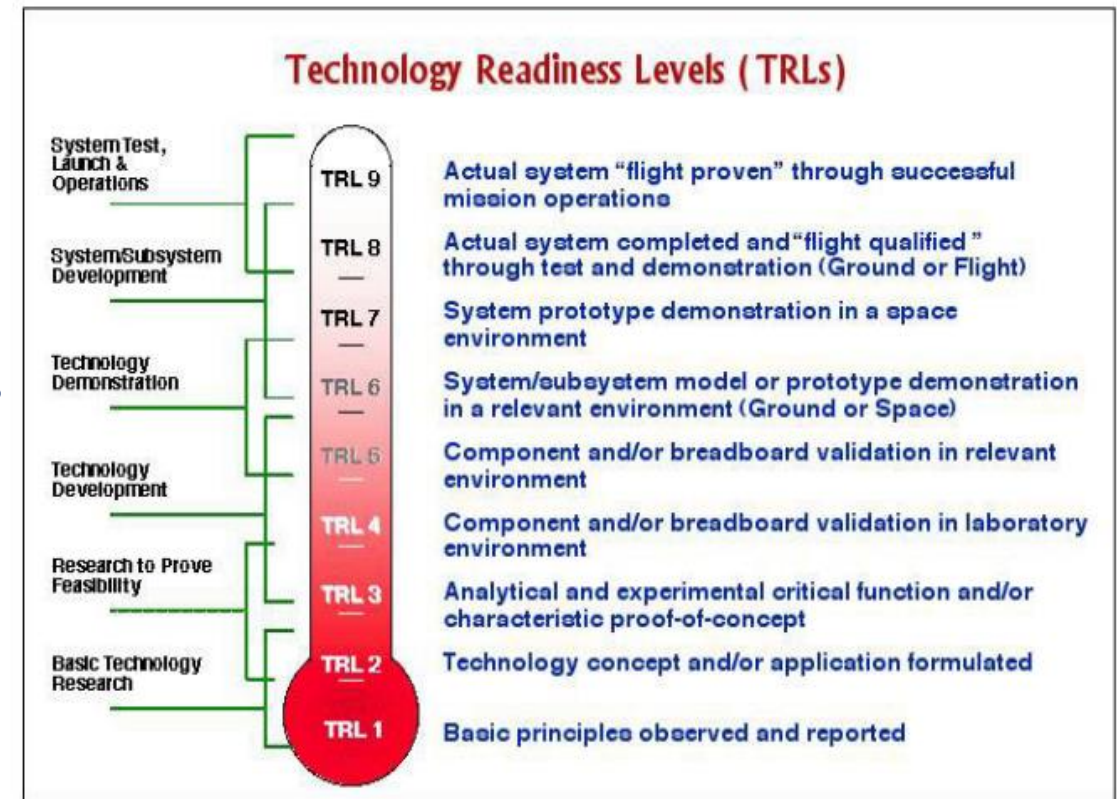 Technology Readiness Levels (TRLs)
System Test,
Launch &
Operations
System/Subsystem
Development
Technology
Demonstration
Technology
Development
Research to Prove
Feasibility
Basic Technology
Research
TRL 9
TRL 8
TRL 7
TRL 6
TRL 5
TRL 4
TRL 3
TRL 2
TRL 1
Actual system “flight proven” through successful
mission operations
Actual system completed and “flight qualified”
through test and demonstration (Ground or Flight)
System prototype demonstration in a space
environment
System/subsystem model or prototype demonstration
in a relevant environment (Ground or Space)
Component and/or breadboard validation in relevant
environment
Component and/or breadboard validation in laboratory
environment
Analytical and experimental critical function and/or
characteristic proof-of-concept
Technology concept and/or application formulated
Basic principles observed and reported